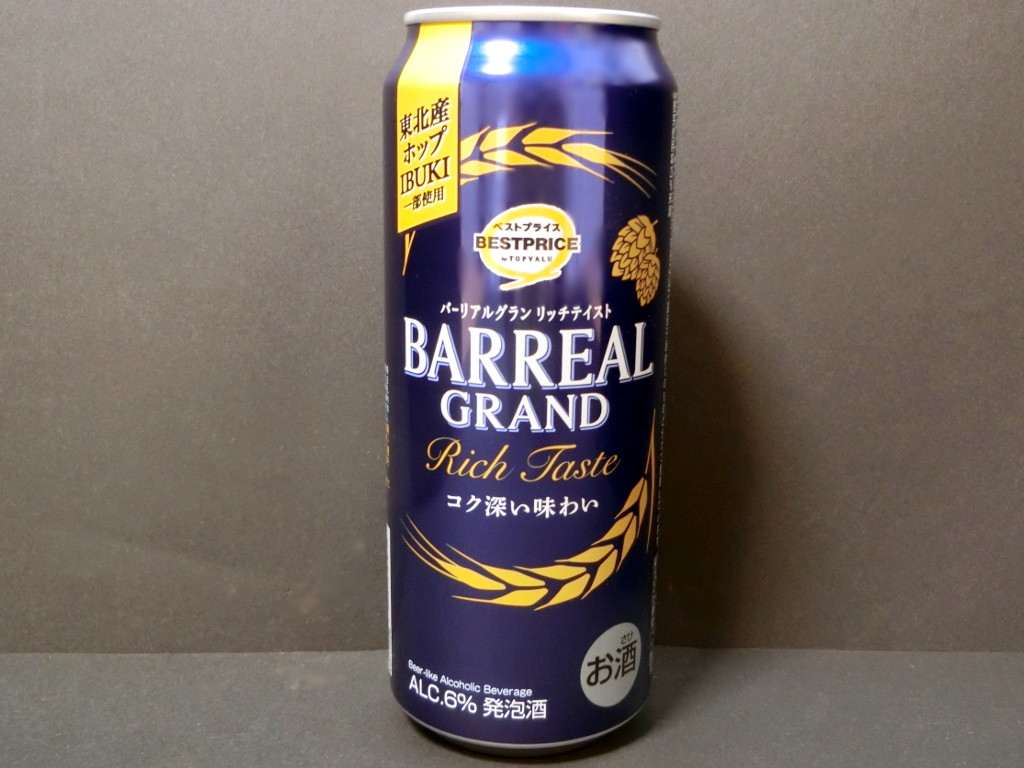 東北産
ホップ
IBUKI
一部使用
ベストプライス
BESTPRICE
by TOPVALU
バーリアルグラン リッチテイスト
BARREAL
GRAND
Rich Taste
コク深い味わい
さけ
お酒
Beer-like Alcoholic Beverage
ALC.6% 発泡酒